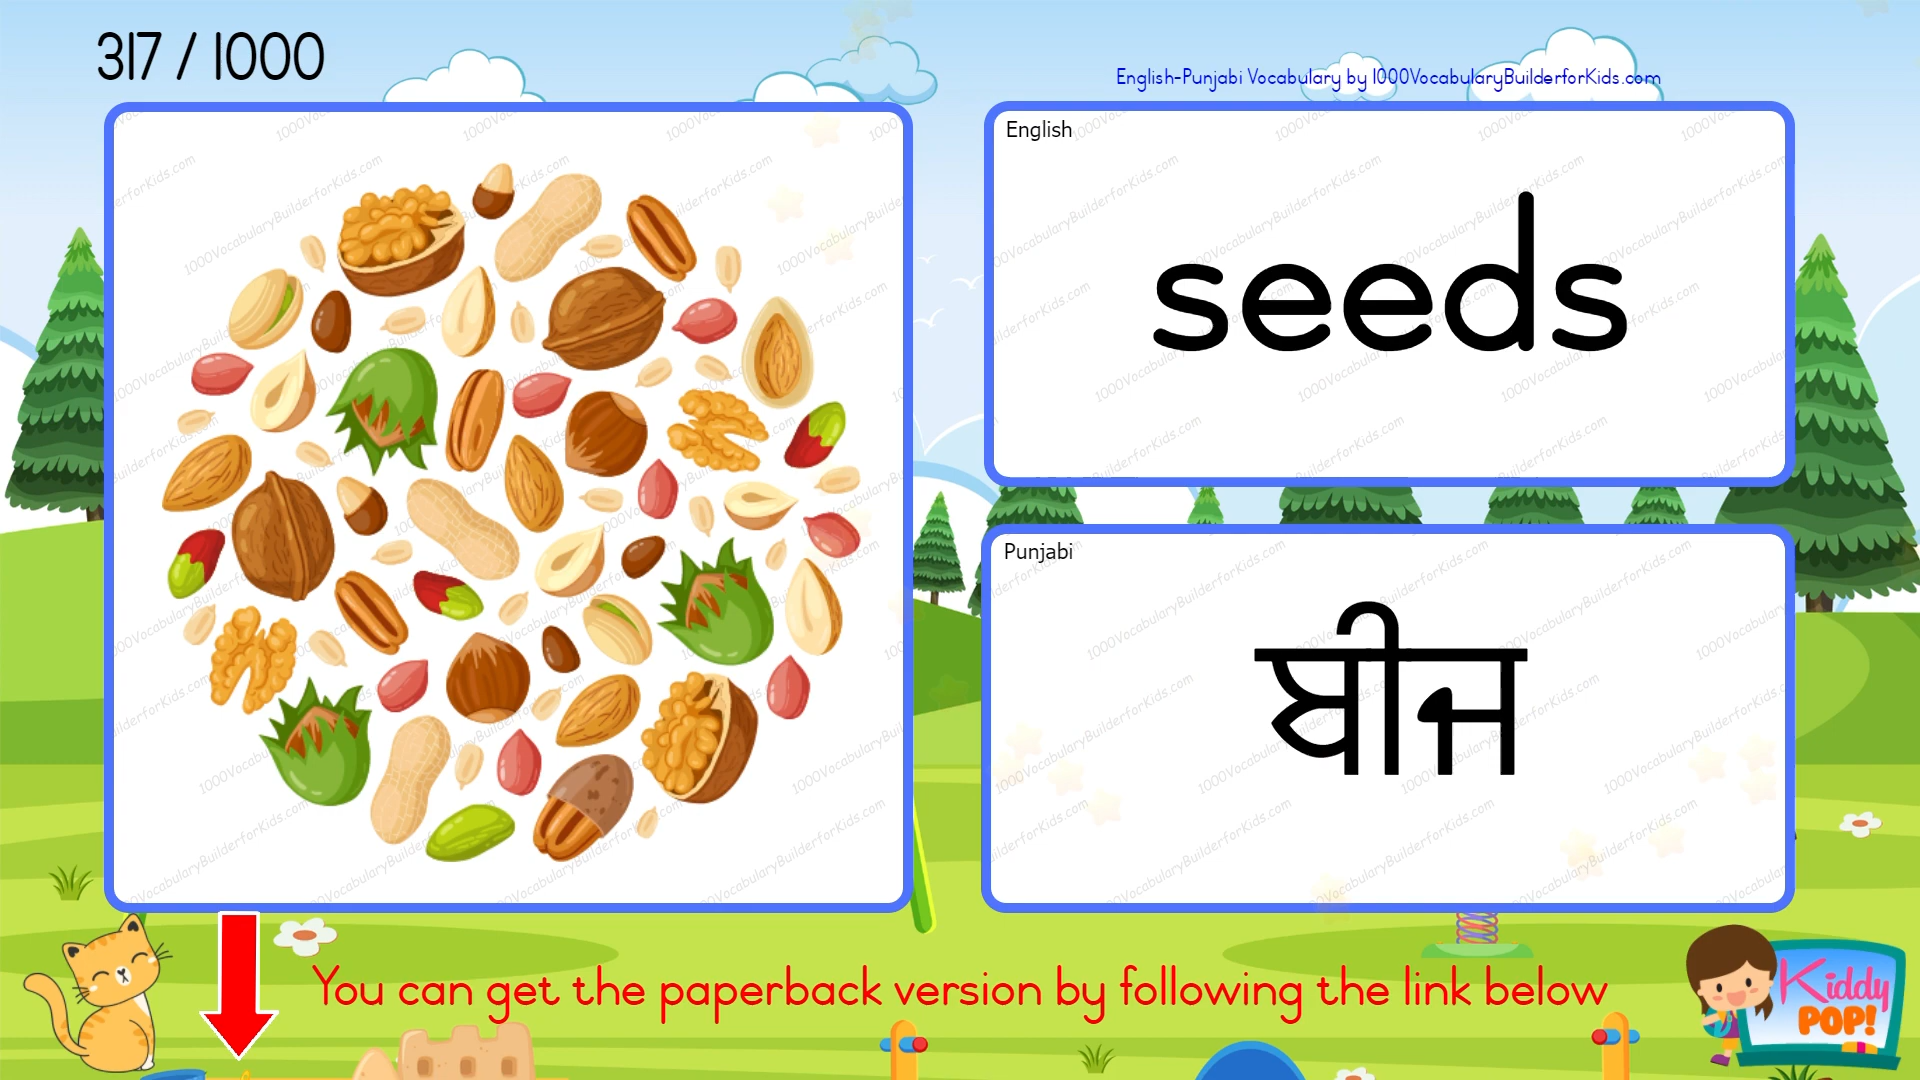 317 / 1000
English-Punjabi Vocabulary by 1000VocabularyBuilderforKids.com
English
seeds
Punjabi
ਬੀਜ
You can get the paperback version by following the link below
Kiddy
POP!